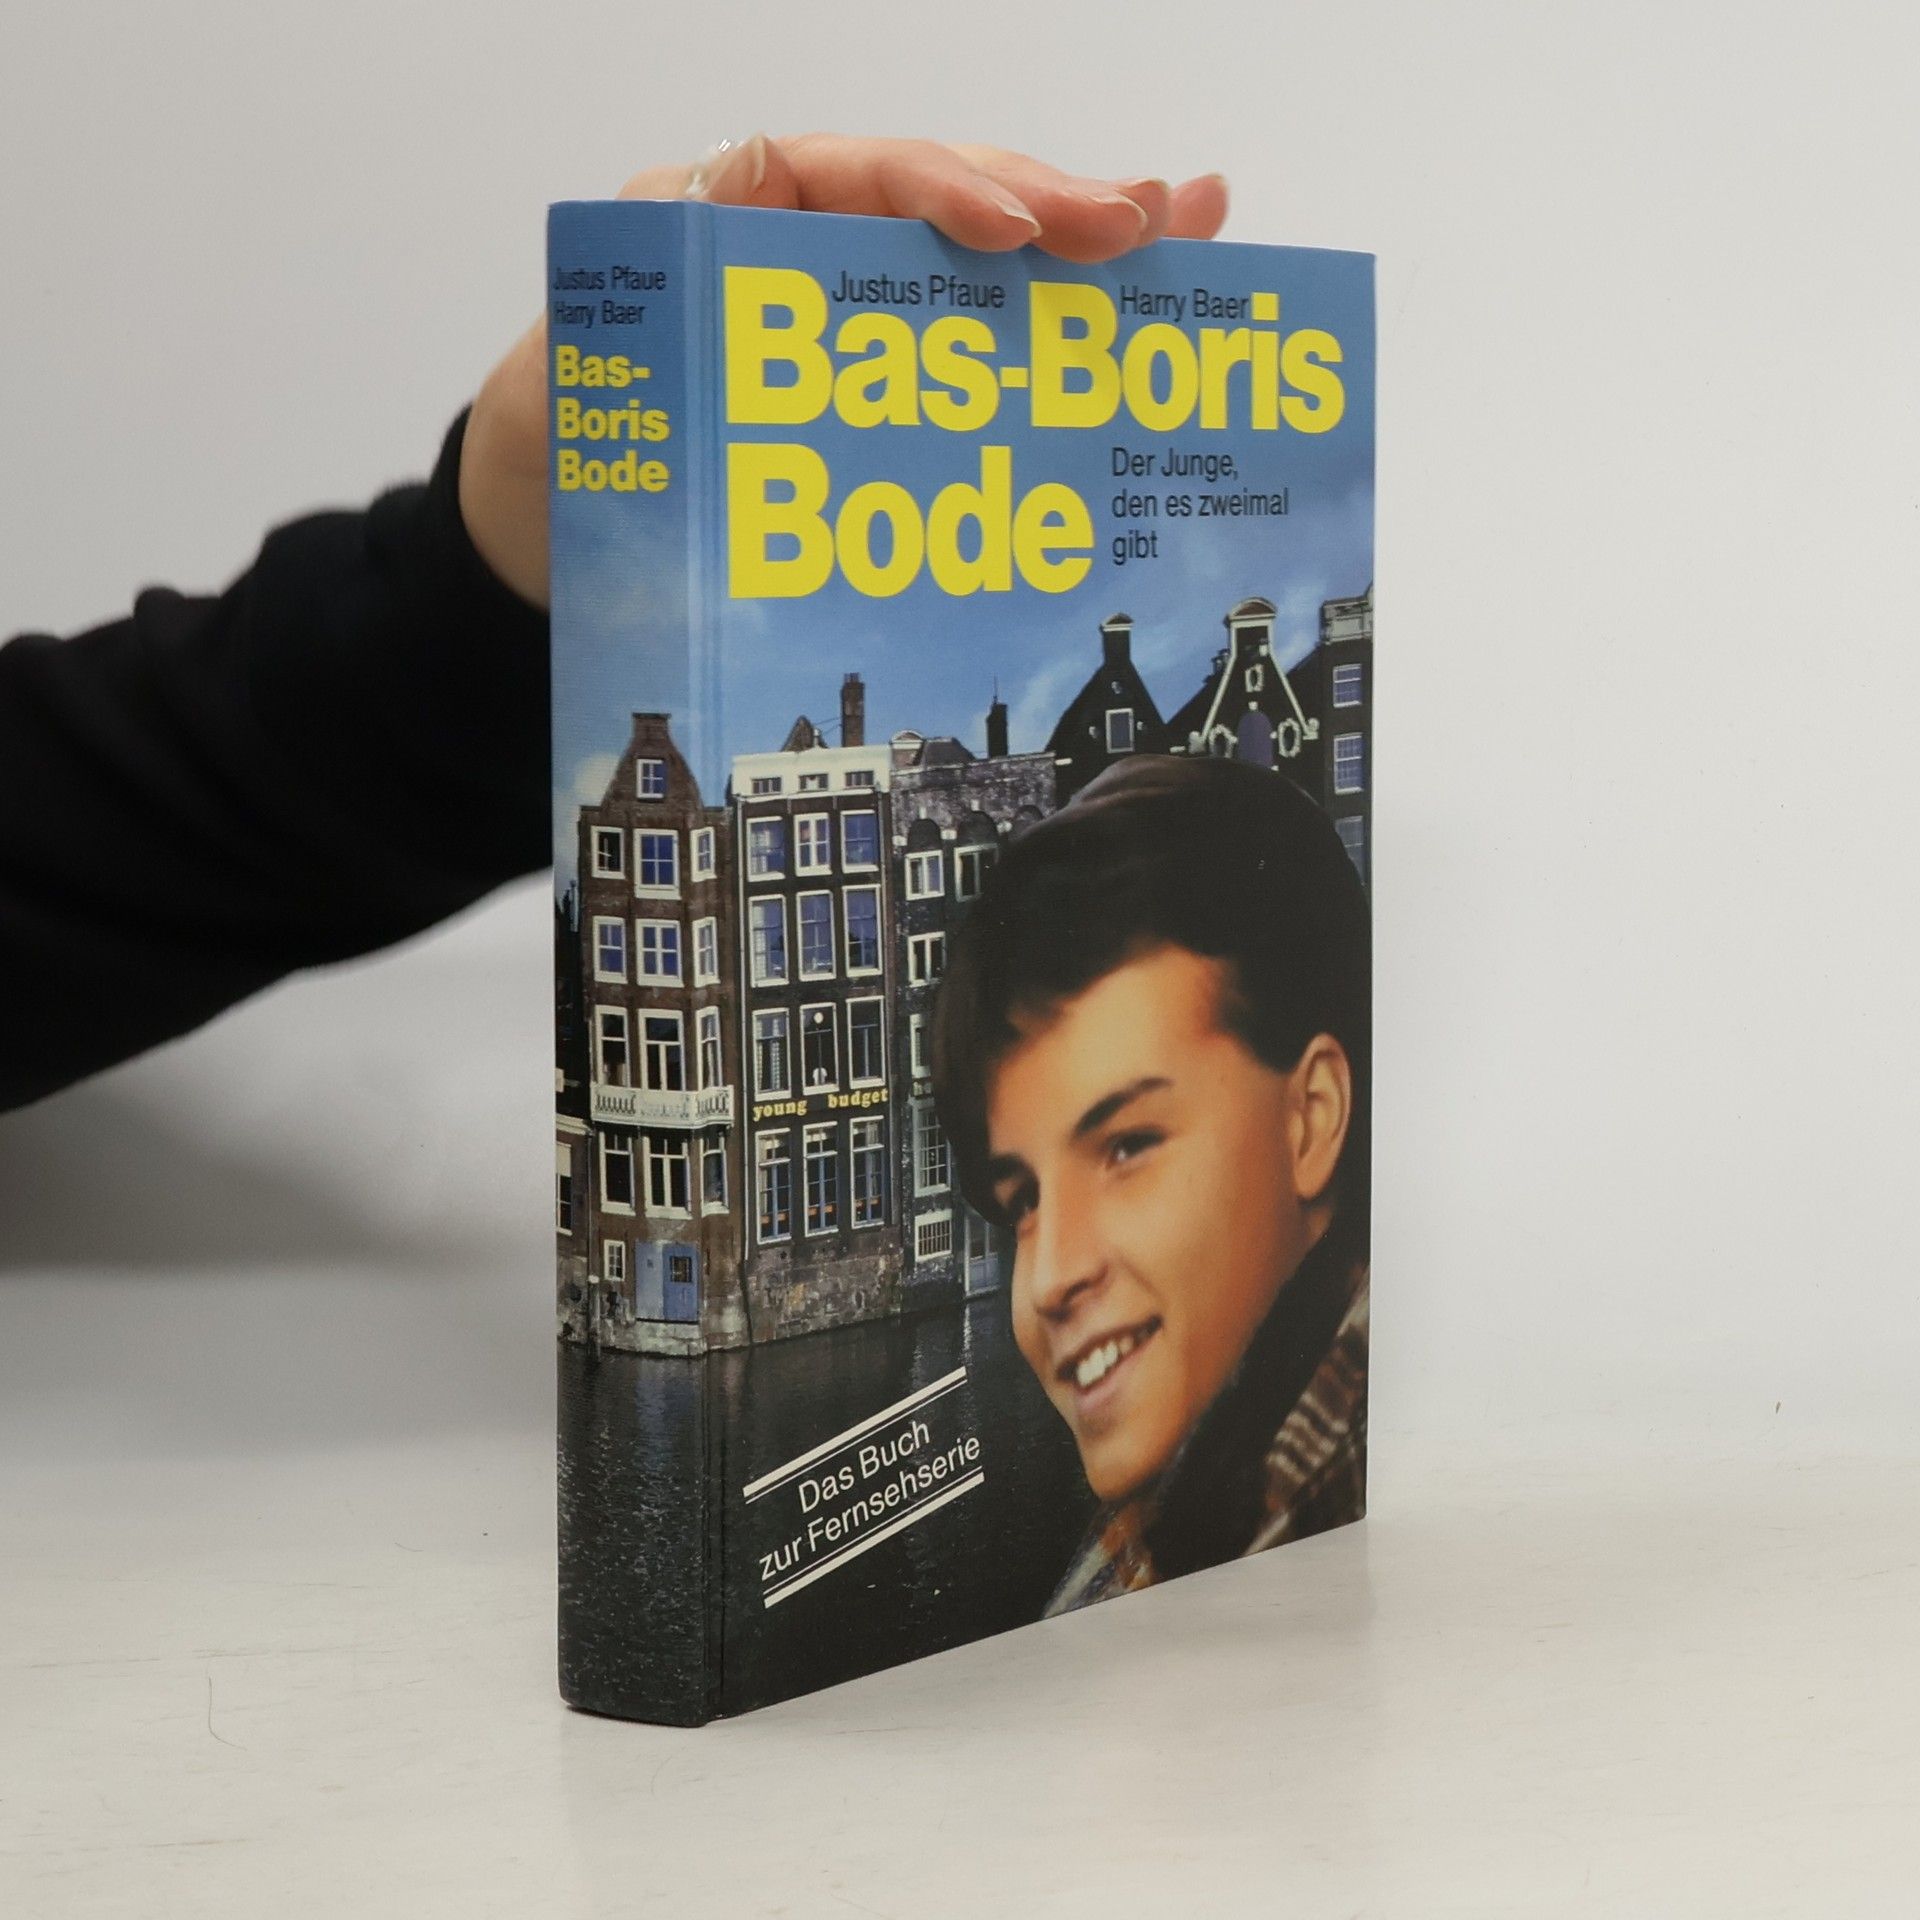 Justus Pfaue
Harry Baer
Bas-
Boris
Bode
Justus Pfaue Harry Baer
Bas-Boris
Bode
Der Junge,
den es zweimal
gibt
young budget
Das Buch
zur Fernsehserie